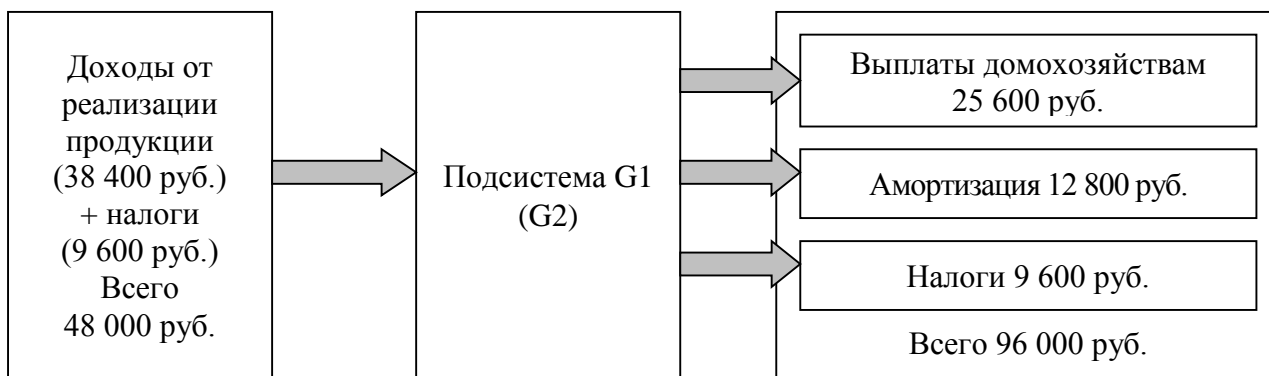 Доходы от
реализации
продукции
(38 400 руб.)
+ налоги
(9 600 руб.)
Всего
48 000 руб.
Подсистема G1
(G2)
Выплаты домохозяйствам
25 600 руб.
Амортизация 12 800 руб.
Налоги 9 600 руб.
Всего 96 000 руб.